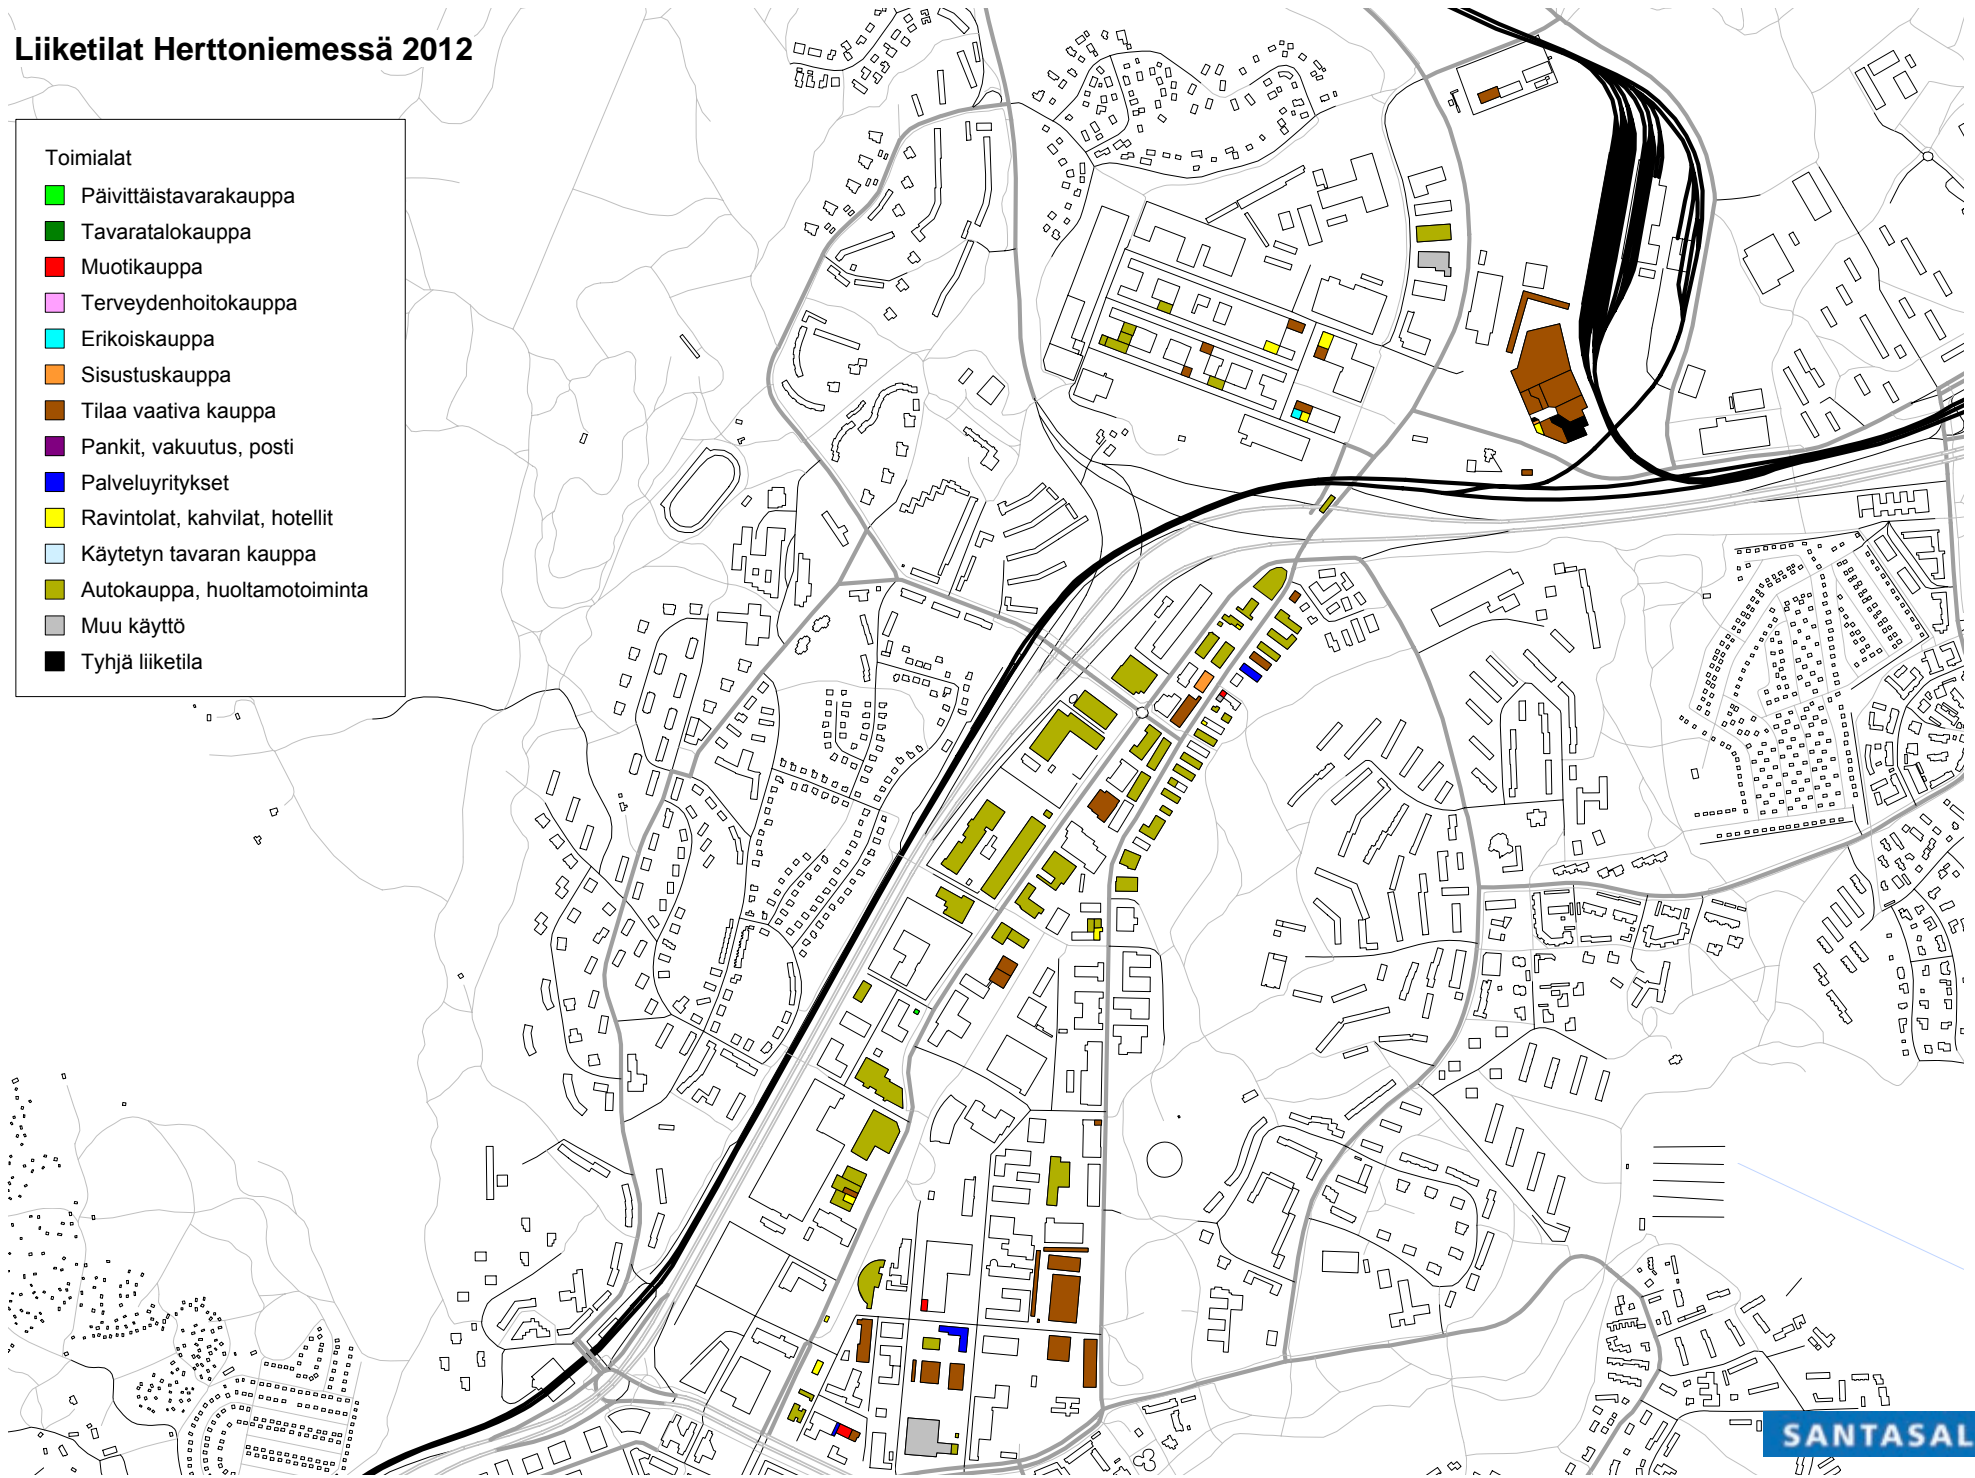 Liiketilat Herttoniemessä 2012
Toimialat
Päivittäistavarakauppa
Tavaratalokauppa
Muotikauppa
Terveydenhoitokauppa
Erikoiskauppa
Sisustuskauppa
Tilaa vaativa kauppa
Pankit, vakuutus, posti
Palveluyritykset
Ravintolat, kahvilat, hotellit
Käytetyn tavaran kauppa
Autokauppa, huoltamotoiminta
Muu käyttö
Tyhjä liiketila
SANTASAL